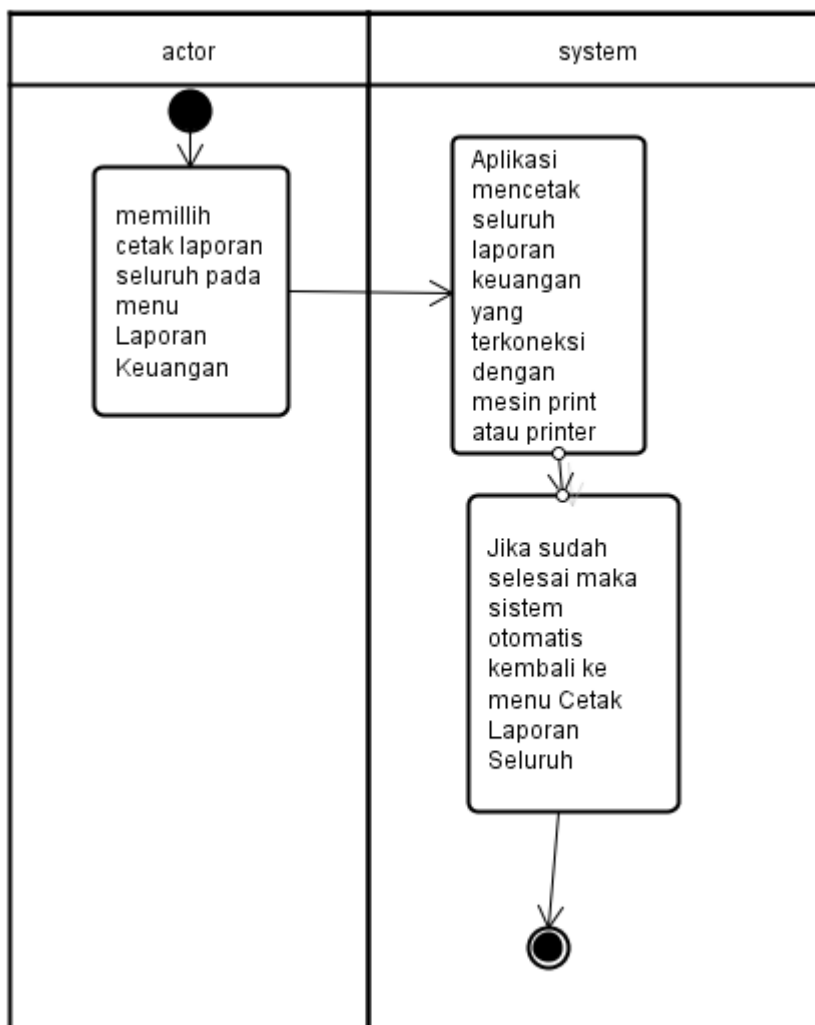 actor
system
memillih
cetak laporan
seluruh pada
menu
Laporan
Keuangan
Aplikasi
mencetak
seluruh
laporan
keuangan
yang
terkoneksi
dengan
mesin print
atau printer
Jika sudah
selesai maka
sistem
otomatis
kembali ke
menu Cetak
Laporan
Seluruh